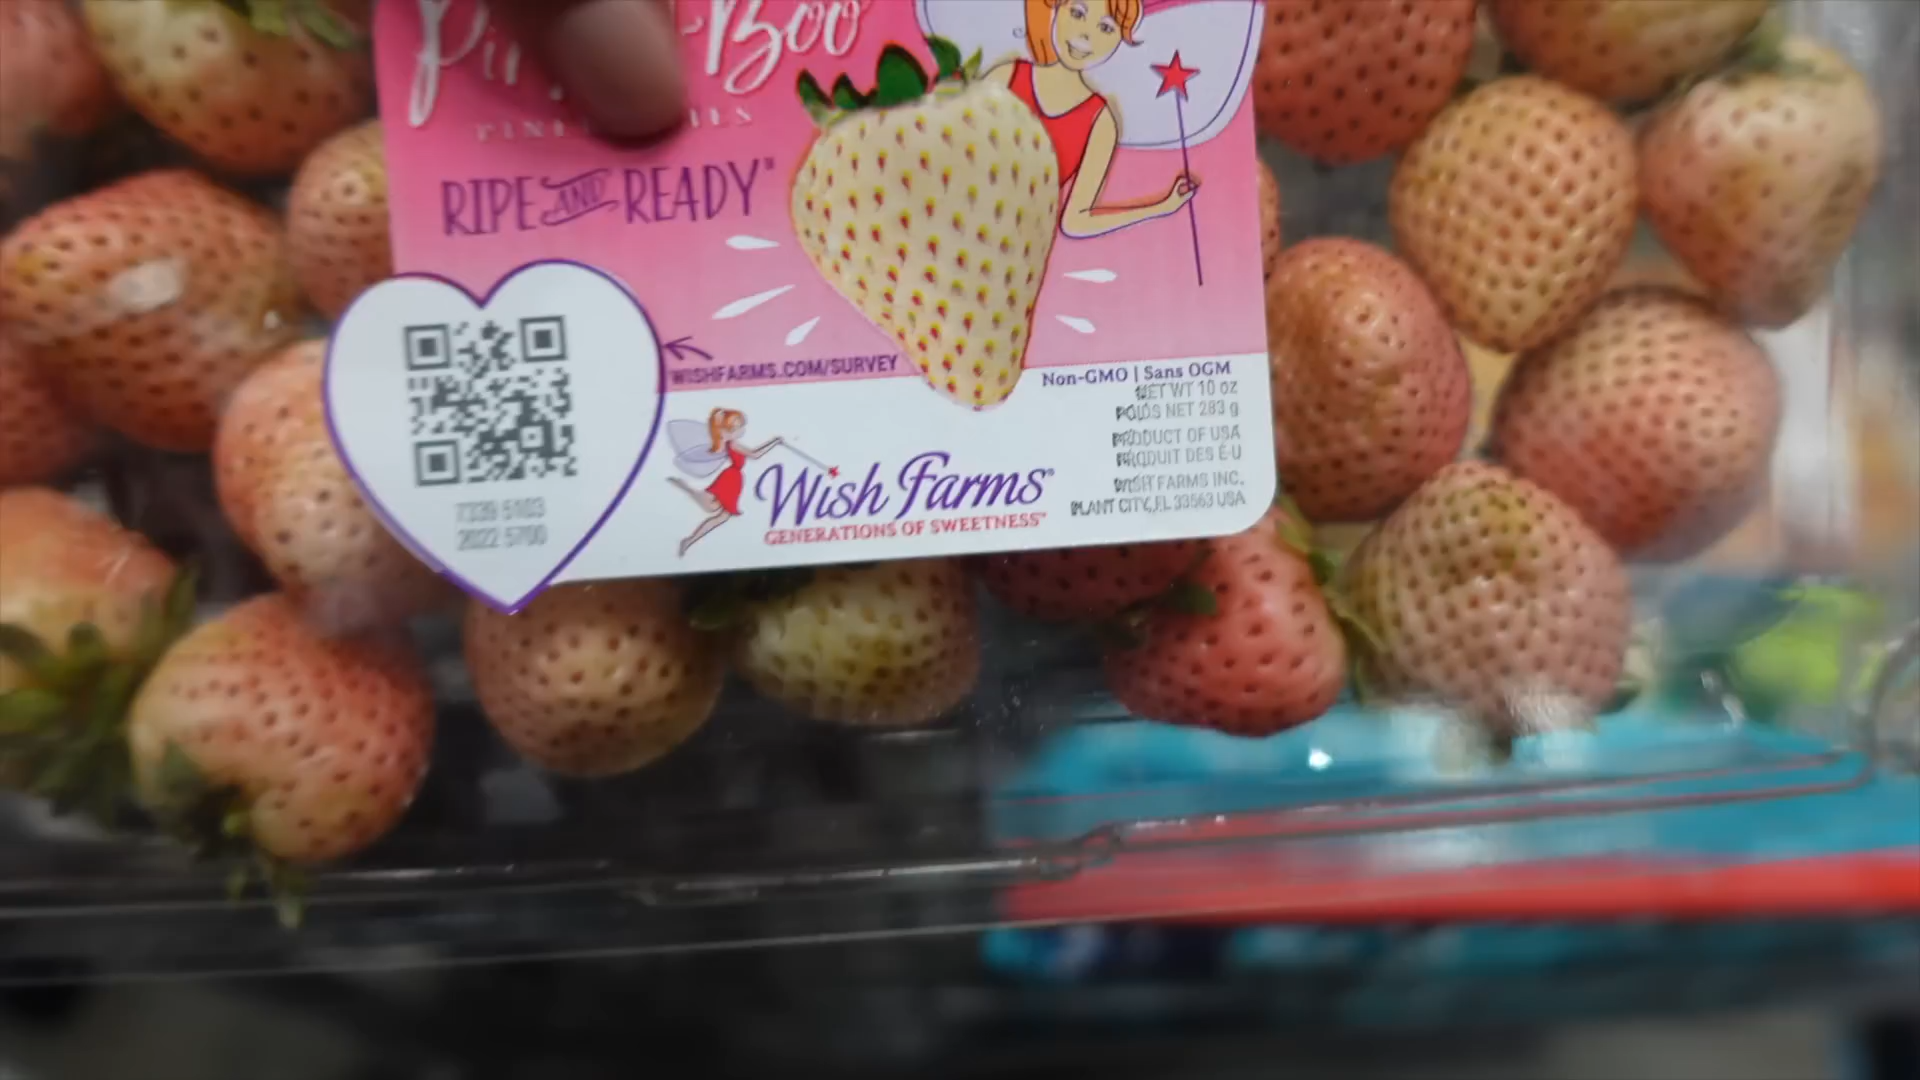 Boo
RIPE AND READY®
WISHFARMS.COM/SURVEY
Non-GMO | Sans OGM
NET WT 10 oz
POIDS NET 283 g
PRODUCT OF USA
PRODUIT DES É-U
WISH FARMS INC.
PLANT CITY, FL 33563 USA
7339 5103
2022 5700
Wish Farms®
GENERATIONS OF SWEETNESS™